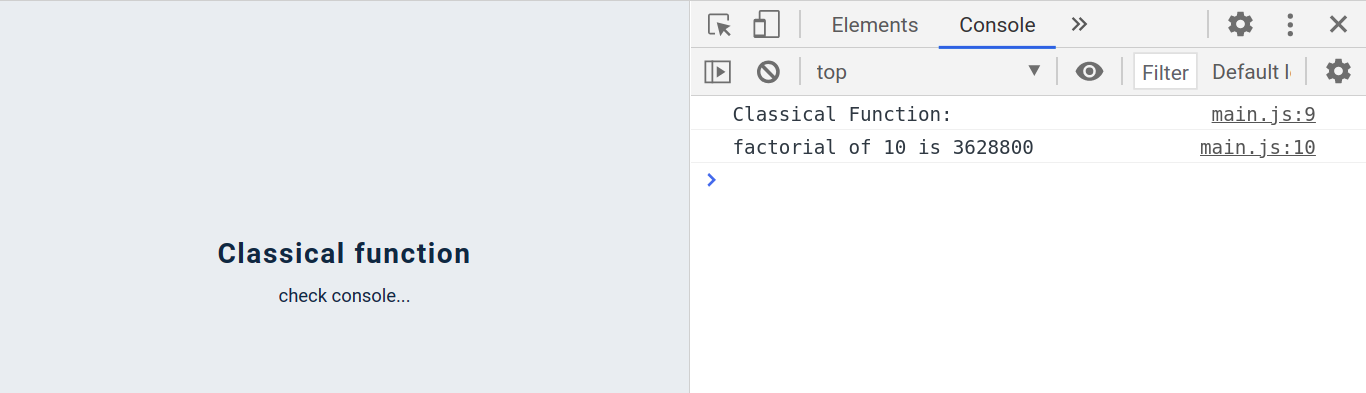 Elements Console
top ▼ Filter Default l
Classical Function: main.js:9
factorial of 10 is 3628800 main.js:10
Classical function
check console...